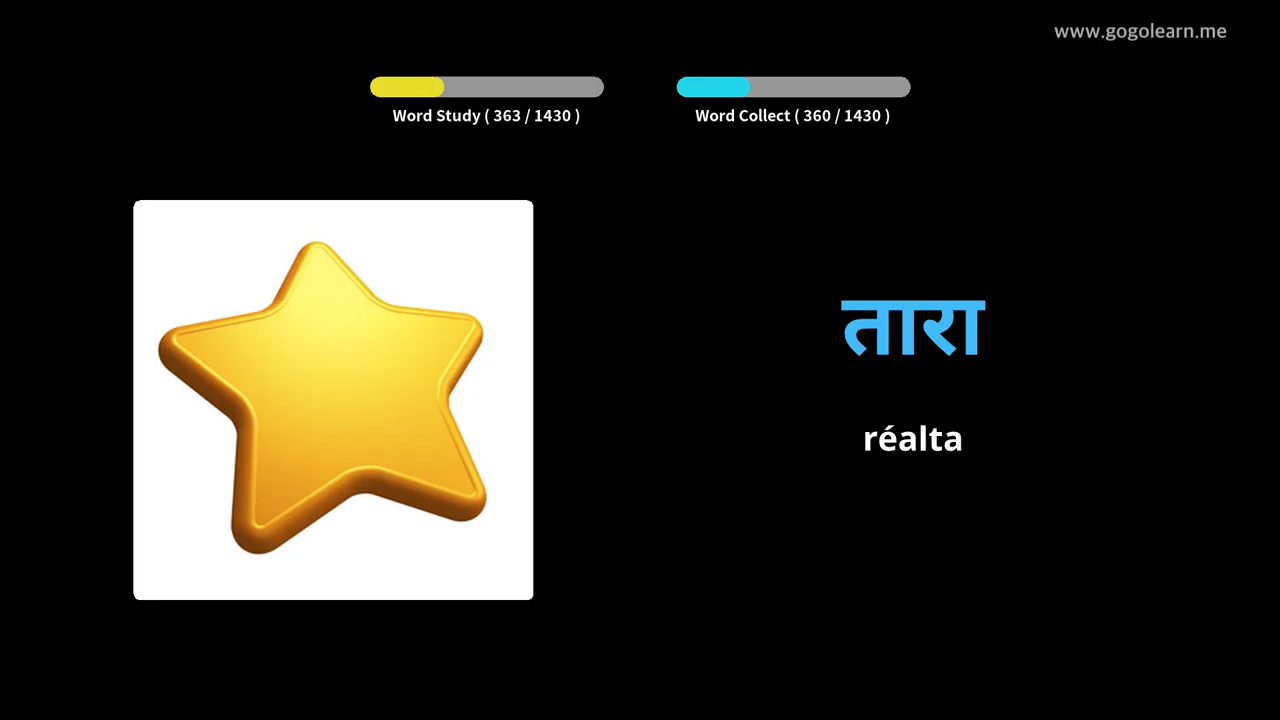 www.gogolearn.me
Word Study ( 363 / 1430 )
Word Collect ( 360 / 1430 )
तारा
réalta